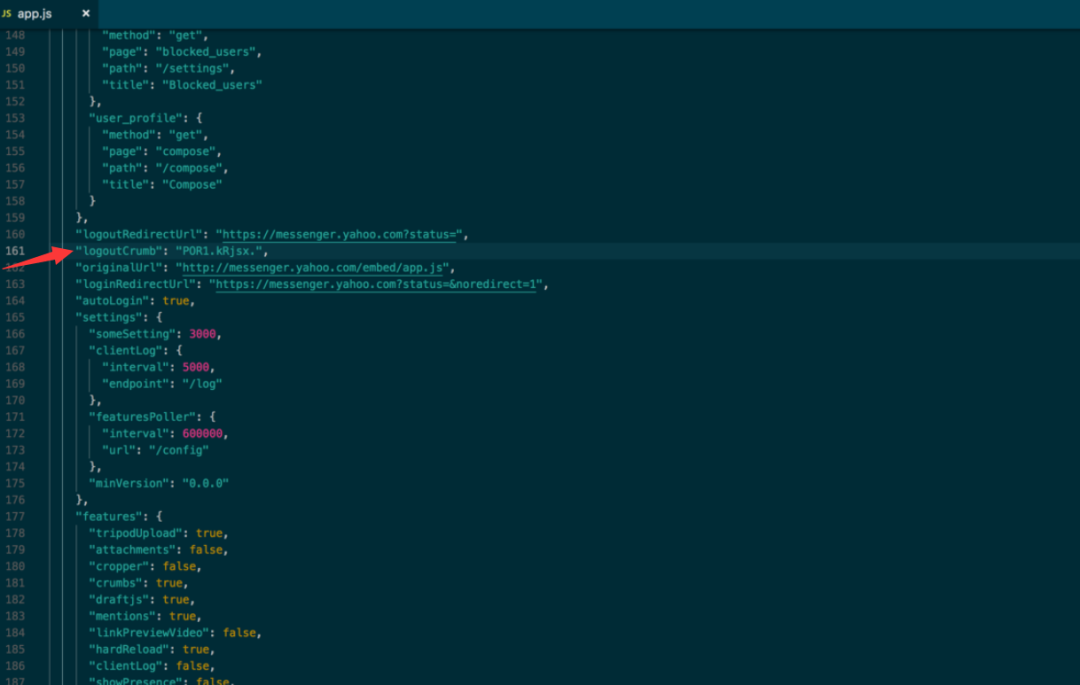 JS app.js ×
148 "method": "get",
149 "page": "blocked_users",
150 "path": "/settings",
151 "title": "Blocked_users"
152 },
153 "user_profile": {
154 "method": "get",
155 "page": "compose",
156 "path": "/compose",
157 "title": "Compose"
158 }
159 },
160 "logoutRedirectUrl": "https://messenger.yahoo.com?status=",
161 "logoutCrumb": "POR1.kRjsx.",
162 "originalUrl": "http://messenger.yahoo.com/embed/app.js",
163 "loginRedirectUrl": "https://messenger.yahoo.com?status=&noredirect=1",
164 "autoLogin": true,
165 "settings": {
166 "someSetting": 3000,
167 "clientLog": {
168 "interval": 5000,
169 "endpoint": "/log"
170 },
171 "featuresPoller": {
172 "interval": 600000,
173 "url": "/config"
174 },
175 "minVersion": "0.0.0"
176 },
177 "features": {
178 "tripodUpload": true,
179 "attachments": false,
180 "cropper": false,
181 "crumbs": true,
182 "draftjs": true,
183 "mentions": true,
184 "linkPreviewVideo": false,
185 "hardReload": true,
186 "clientLog": false,
187 "showPresence": false,